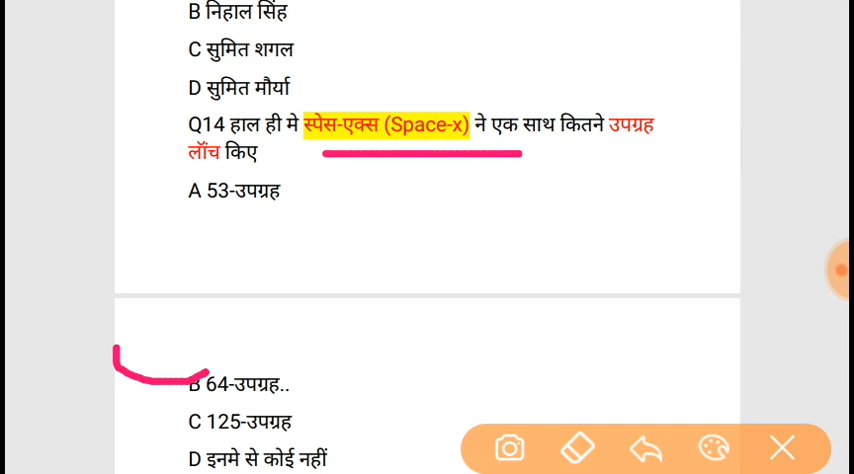 B निहाल सिंह
C सुमित शगल
D सुमित मौर्या
Q14 हाल ही मे स्पेस-एक्स (Space-x) ने एक साथ कितने उपग्रह
लॉंच किए
A 53-उपग्रह
B 64-उपग्रह..
C 125-उपग्रह
D इनमे से कोई नहीं